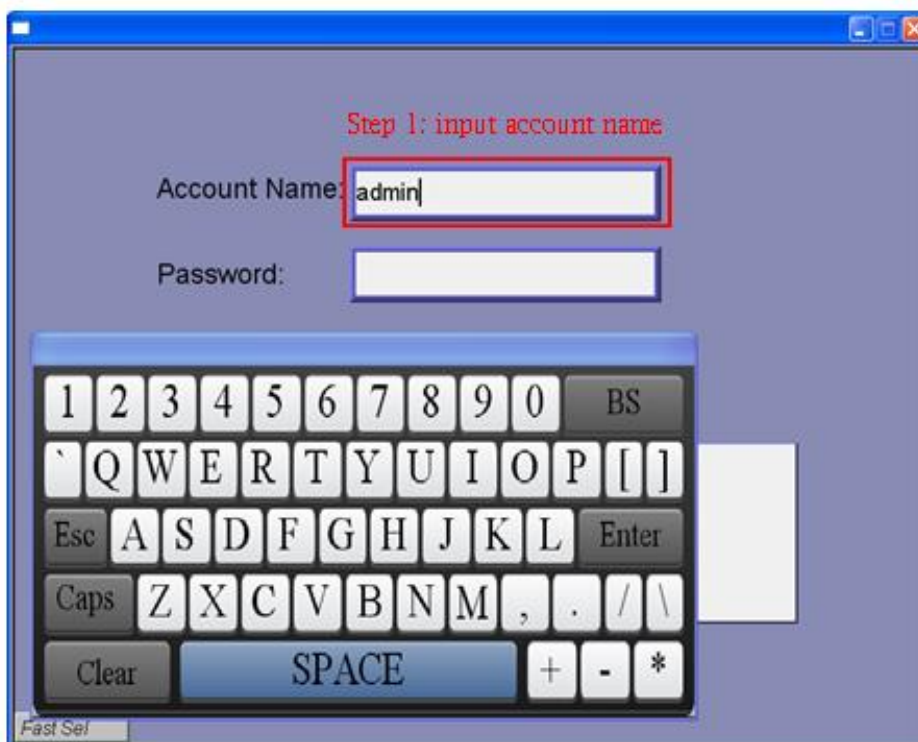 Step 1: input account name
Account Name: admin
Password:
1 2 3 4 5 6 7 8 9 0 BS
` Q W E R T Y U I O P [ ]
Esc A S D F G H J K L Enter
Caps Z X C V B N M , . / \
Clear SPACE + - *
Fast Sel